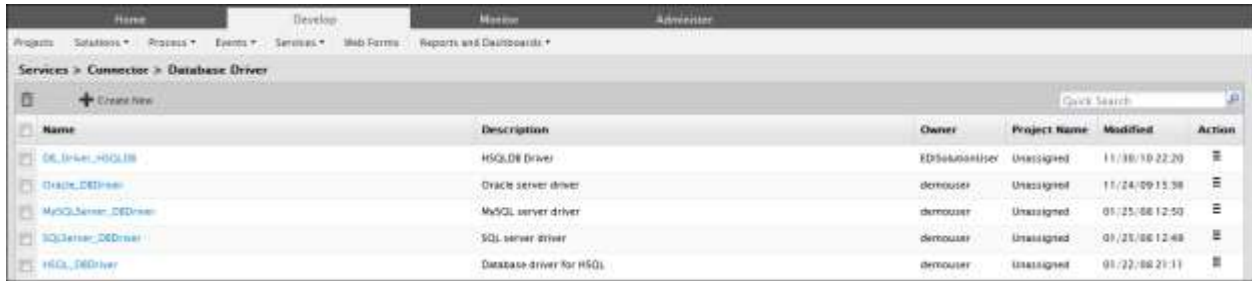 Home Develop Monitor Administer
Projects Solutions Process Events Services Web Forms Reports and Dashboards
Services > Connector > Database Driver
Create New Quick Search
Name Description Owner Project Name Modified Action
DB_Driver_HSQLDB HSQLDB Driver EDISolutionUser Unassigned 11/30/10 22:20
Oracle_DBDriver Oracle server driver demouser Unassigned 11/24/09 15:36
MySQLServer_DBDriver MySQL server driver demouser Unassigned 01/25/08 12:50
SQLServer_DBDriver SQL server driver demouser Unassigned 01/25/08 12:48
HSQL_DBDriver Database driver for HSQL demouser Unassigned 01/22/08 21:11